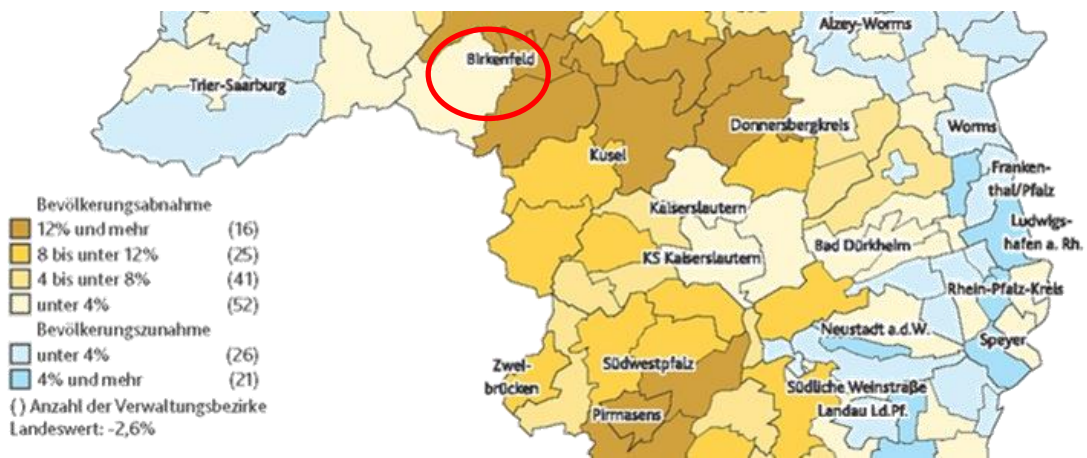 Alzey-Worms
Birkenfeld
Trier-Saarburg
Donnersbergkreis
Worms
Kusel
Franken-
thal/Pfalz
Kaiserslautern
Ludwigs-
hafen a. Rh.
Bad Dürkheim
KS Kaiserslautern
Rhein-Pfalz-Kreis
Neustadt a.d.W.
Speyer
Zwei-
brücken
Südwestpfalz
Südliche Weinstraße
Landau i.d.Pf.
Pirmasens
Bevölkerungsabnahme
12% und mehr (16)
8 bis unter 12% (25)
4 bis unter 8% (41)
unter 4% (52)
Bevölkerungszunahme
unter 4% (26)
4% und mehr (21)
( ) Anzahl der Verwaltungsbezirke
Landeswert: -2,6%